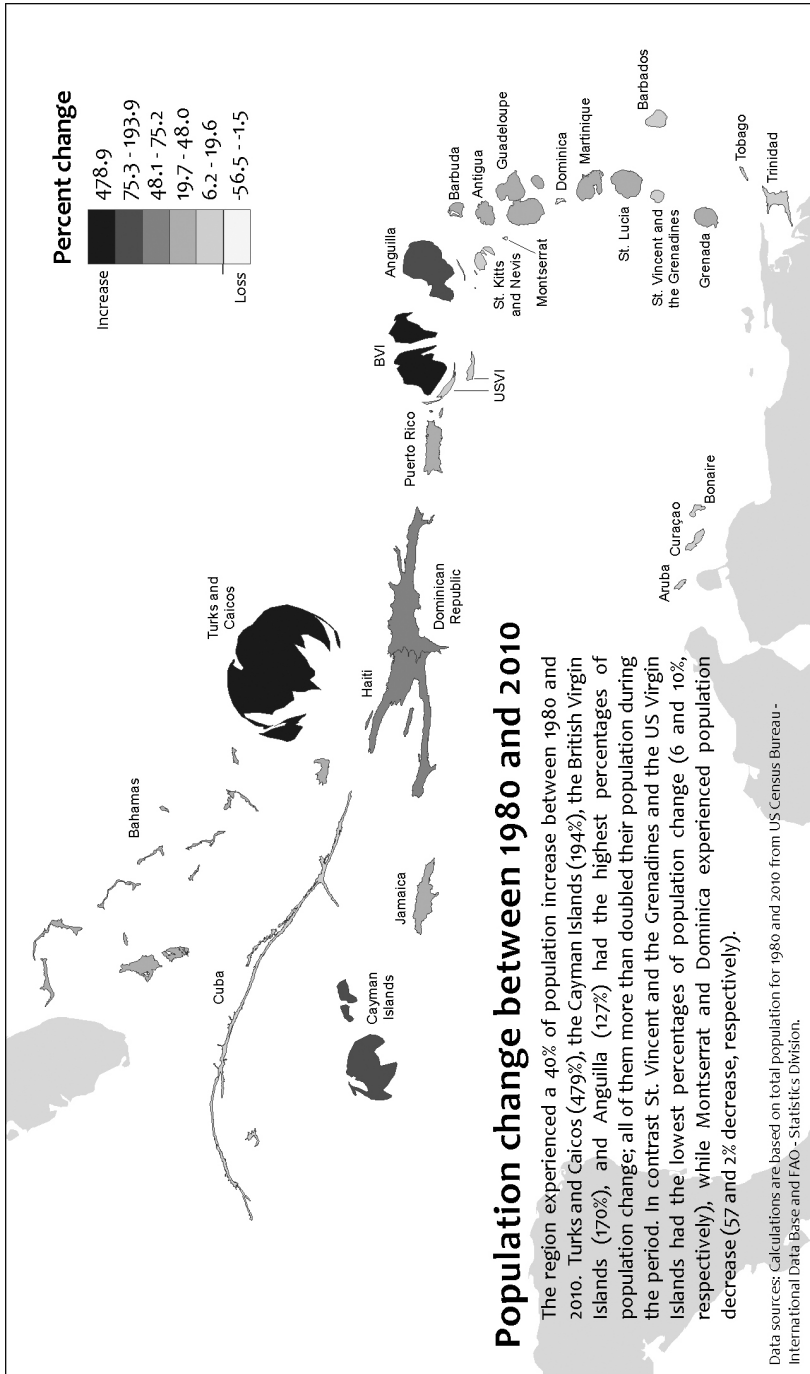 Population change between 1980 and 2010
The region experienced a 40% of population increase between 1980 and
2010. Turks and Caicos (479%), the Cayman Islands (194%), the British Virgin
Islands (170%), and Anguilla (127%) had the highest percentages of
population change; all of them more than doubled their population during
the period. In contrast St. Vincent and the Grenadines and the US Virgin
Islands had the lowest percentages of population change (6 and 10%,
respectively), while Montserrat and Dominica experienced population
decrease (57 and 2% decrease, respectively).
Data sources: Calculations are based on total population for 1980 and 2010 from US Census Bureau -
International Data Base and FAO - Statistics Division.
Percent change
Increase
478.9
75.3 - 193.9
48.1 - 75.2
19.7 - 48.0
6.2 - 19.6
Loss
-56.5 - -1.5
Bahamas
Cuba
Turks and
Caicos
Cayman
Islands
Jamaica
Haiti
Dominican
Republic
Puerto Rico
BVI
USVI
Anguilla
St. Kitts
and Nevis
Montserrat
Barbuda
Antigua
Guadeloupe
Dominica
Martinique
St. Lucia
St. Vincent and
the Grenadines
Barbados
Grenada
Tobago
Trinidad
Aruba
Curaçao
Bonaire